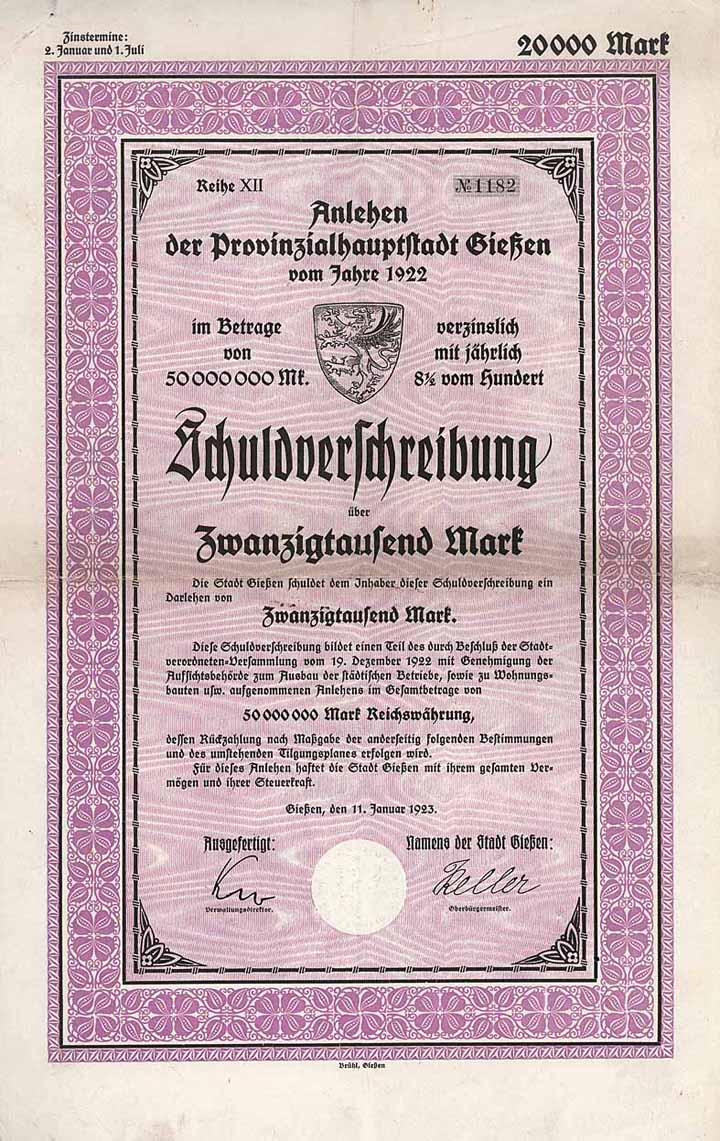 Zinstermine:
2. Januar und 1. Juli
20000 Mark
Reihe XII
№ 1182
Anlehen
der Provinzialhauptstadt Gießen
vom Jahre 1922
im Betrage
von
50 000 000 Mk.
verzinslich
mit jährlich
8½ vom Hundert
Schuldverschreibung
über
Zwanzigtausend Mark
Die Stadt Gießen schuldet dem Inhaber dieser Schuldverschreibung ein
Darlehen von
Zwanzigtausend Mark.
Diese Schuldverschreibung bildet einen Teil des durch Beschluß der Stadt-
verordneten-Versammlung vom 19. Dezember 1922 mit Genehmigung der
Aufsichtsbehörde zum Ausbau der städtischen Betriebe, sowie zu Wohnungs-
bauten usw. aufgenommenen Anlehens im Gesamtbetrage von
50 000 000 Mark Reichswährung,
dessen Rückzahlung nach Maßgabe der anderseitig folgenden Bestimmungen
und des umstehenden Tilgungsplanes erfolgen wird.
Für dieses Anlehen haftet die Stadt Gießen mit ihrem gesamten Ver-
mögen und ihrer Steuerkraft.
Gießen, den 11. Januar 1923.
Ausgefertigt:
Verwaltungsdirektor.
Namens der Stadt Gießen:
Keller
Oberbürgermeister.
Brühl, Gießen